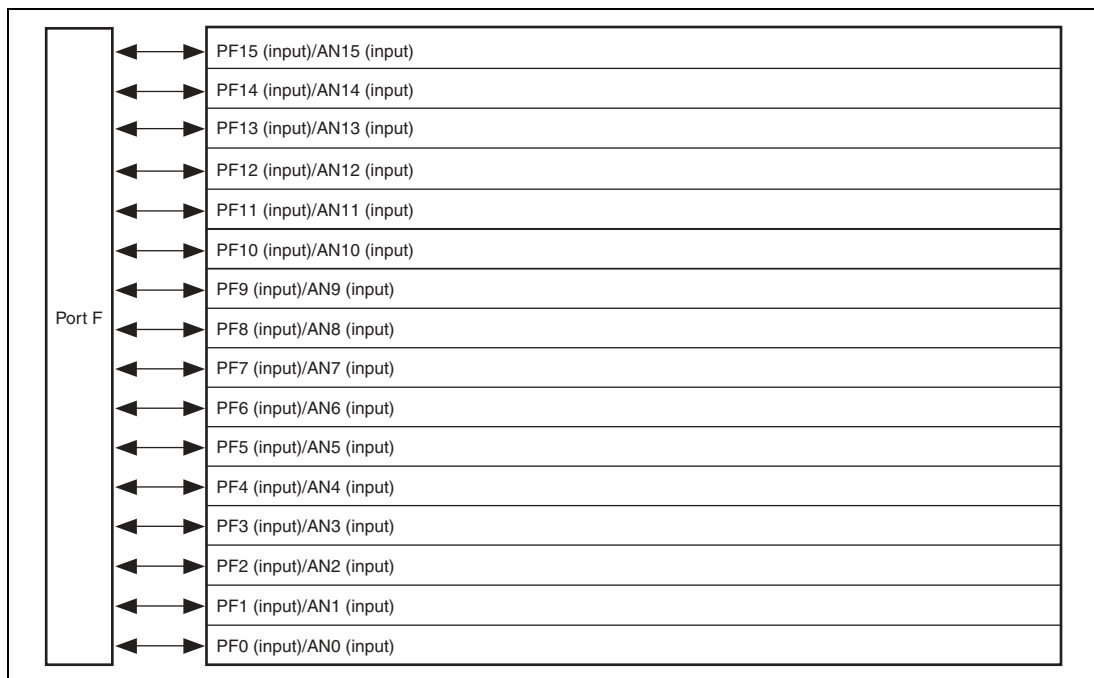 PF15 (input)/AN15 (input)
PF14 (input)/AN14 (input)
PF13 (input)/AN13 (input)
PF12 (input)/AN12 (input)
PF11 (input)/AN11 (input)
PF10 (input)/AN10 (input)
PF9 (input)/AN9 (input)
Port F
PF8 (input)/AN8 (input)
PF7 (input)/AN7 (input)
PF6 (input)/AN6 (input)
PF5 (input)/AN5 (input)
PF4 (input)/AN4 (input)
PF3 (input)/AN3 (input)
PF2 (input)/AN2 (input)
PF1 (input)/AN1 (input)
PF0 (input)/AN0 (input)